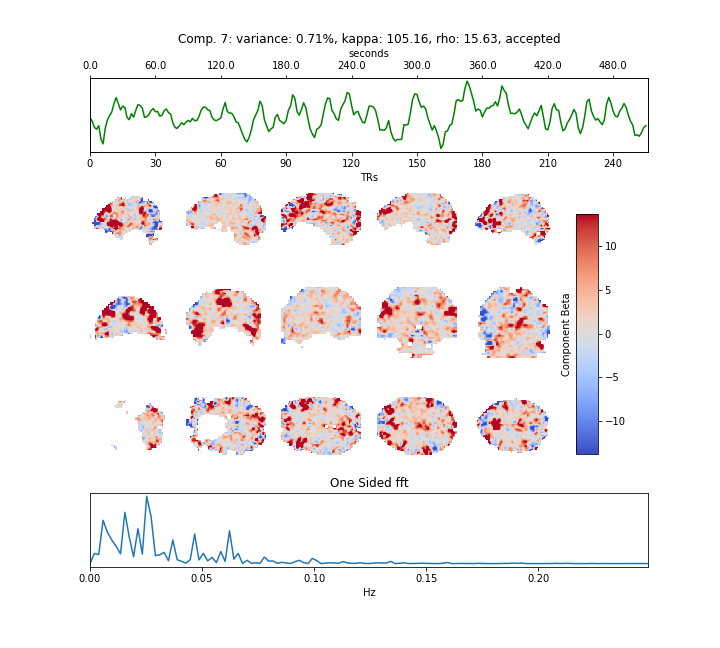 Comp. 7: variance: 0.71%, kappa: 105.16, rho: 15.63, accepted
seconds
0.0 60.0 120.0 180.0 240.0 300.0 360.0 420.0 480.0
0 30 60 90 120 150 180 210 240
TRs
10
5
0
−5
−10
Component Beta
One Sided fft
0.00 0.05 0.10 0.15 0.20
Hz